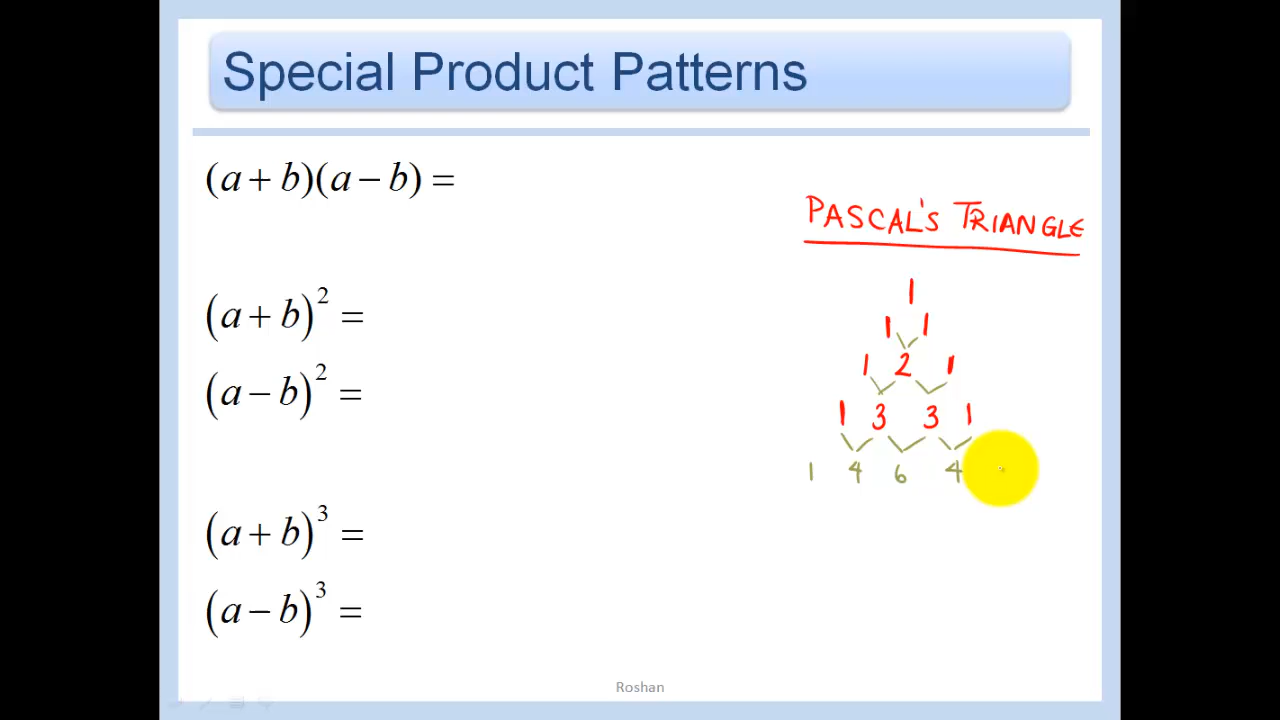 Special Product Patterns
(a + b)(a − b) =
(a + b)² =
(a − b)² =
(a + b)³ =
(a − b)³ =
PASCAL'S TRIANGLE
1
1 1
1 2 1
1 3 3 1
1 4 6 4
Roshan